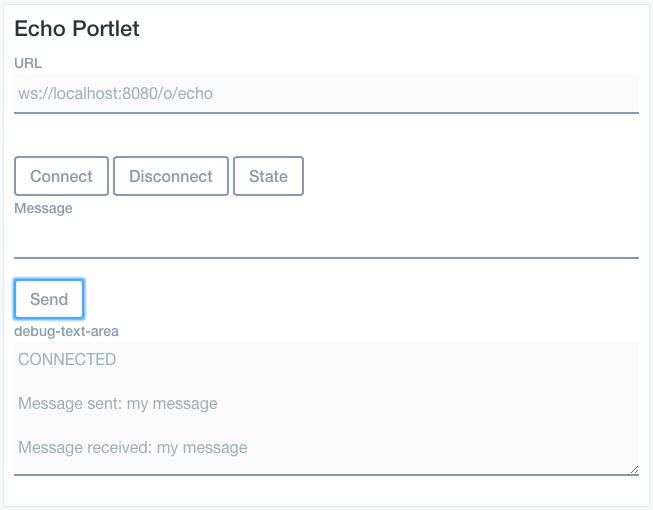 Echo Portlet
URL
ws://localhost:8080/o/echo
Connect Disconnect State
Message
Send
debug-text-area
CONNECTED
Message sent: my message
Message received: my message